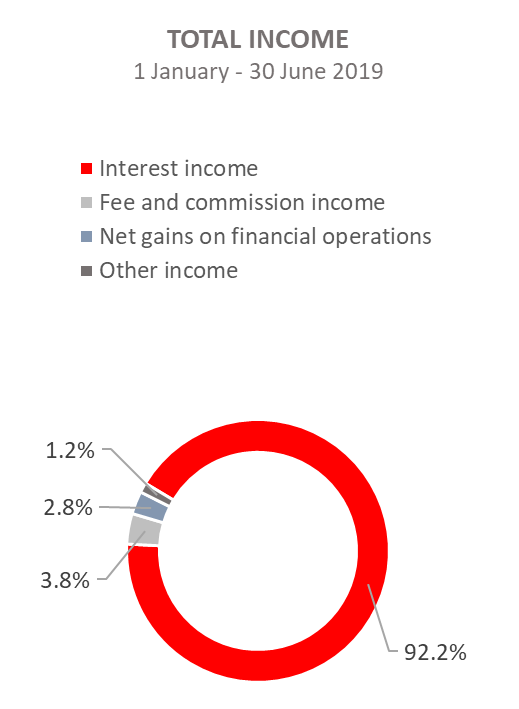 TOTAL INCOME
1 January - 30 June 2019
Interest income
Fee and commission income
Net gains on financial operations
Other income
1.2%
2.8%
3.8%
92.2%